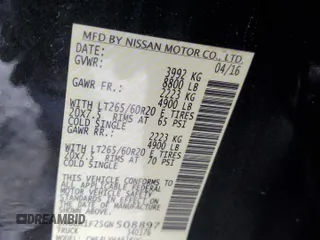 MFD BY NISSAN MOTOR CO., LTD.
DATE: 04/16
GVWR: 3992 KG
8800 LB
GAWR FR.: 2223 KG
4900 LB
WITH LT265/60R20 E TIRES
20X7.5 RIMS AT 65 PSI
COLD SINGLE
GAWR RR.: 2223 KG
4900 LB
WITH LT265/60R20 E TIRES
20X7.5 RIMS AT 70 PSI
COLD SINGLE
THIS VEHICLE CONFORMS TO ALL
APPLICABLE FEDERAL MOTOR VEHICLE
SAFETY STANDARDS IN EFFECT ON THE
DATE OF MANUFACTURE SHOWN ABOVE.
508897
TRUCK
DREAMBID